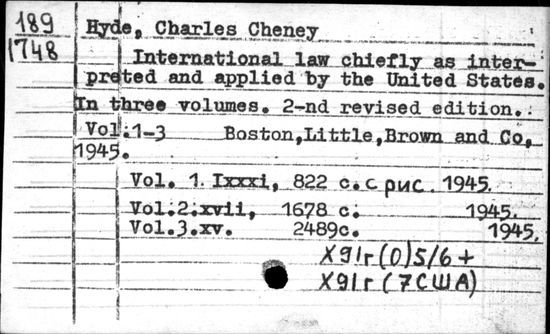 189
1748
Hyde, Charles Cheney
International law chiefly as inter-
preted and applied by the United States.
In three volumes. 2-nd revised edition.
Vol.1-3 Boston,Little,Brown and Co,
1945.
Vol. 1. Ixxxi, 822 c. с рис. 1945.
Vol.2.xvii, 1678 c. 1945.
Vol.3.xv. 2489c. 1945.
X91r(0)5/6+
X91r(7США)